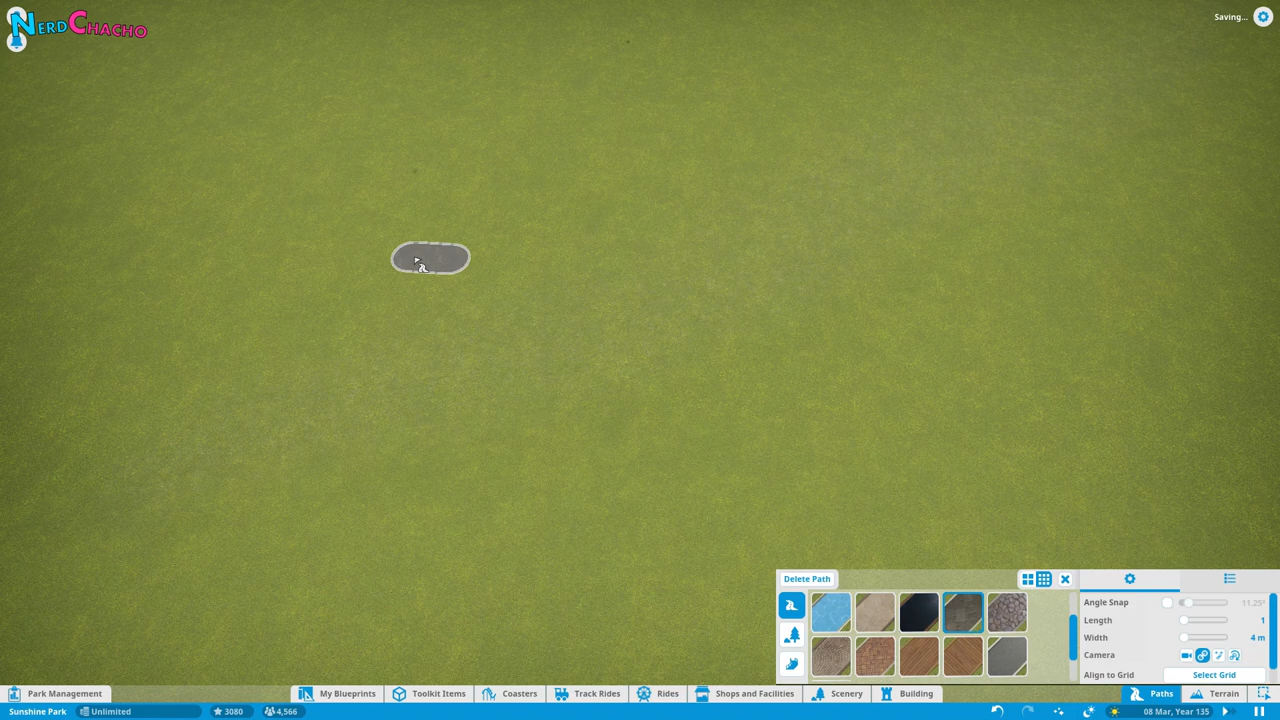 NERDCHACHO
Saving...
Delete Path
Angle Snap
11.25°
Length
1
Width
4 m
Camera
Align to Grid
Select Grid
Park Management
My Blueprints
Toolkit Items
Coasters
Track Rides
Rides
Shops and Facilities
Scenery
Building
Paths
Terrain
Sunshine Park
Unlimited
3080
4,566
08 Mar, Year 135